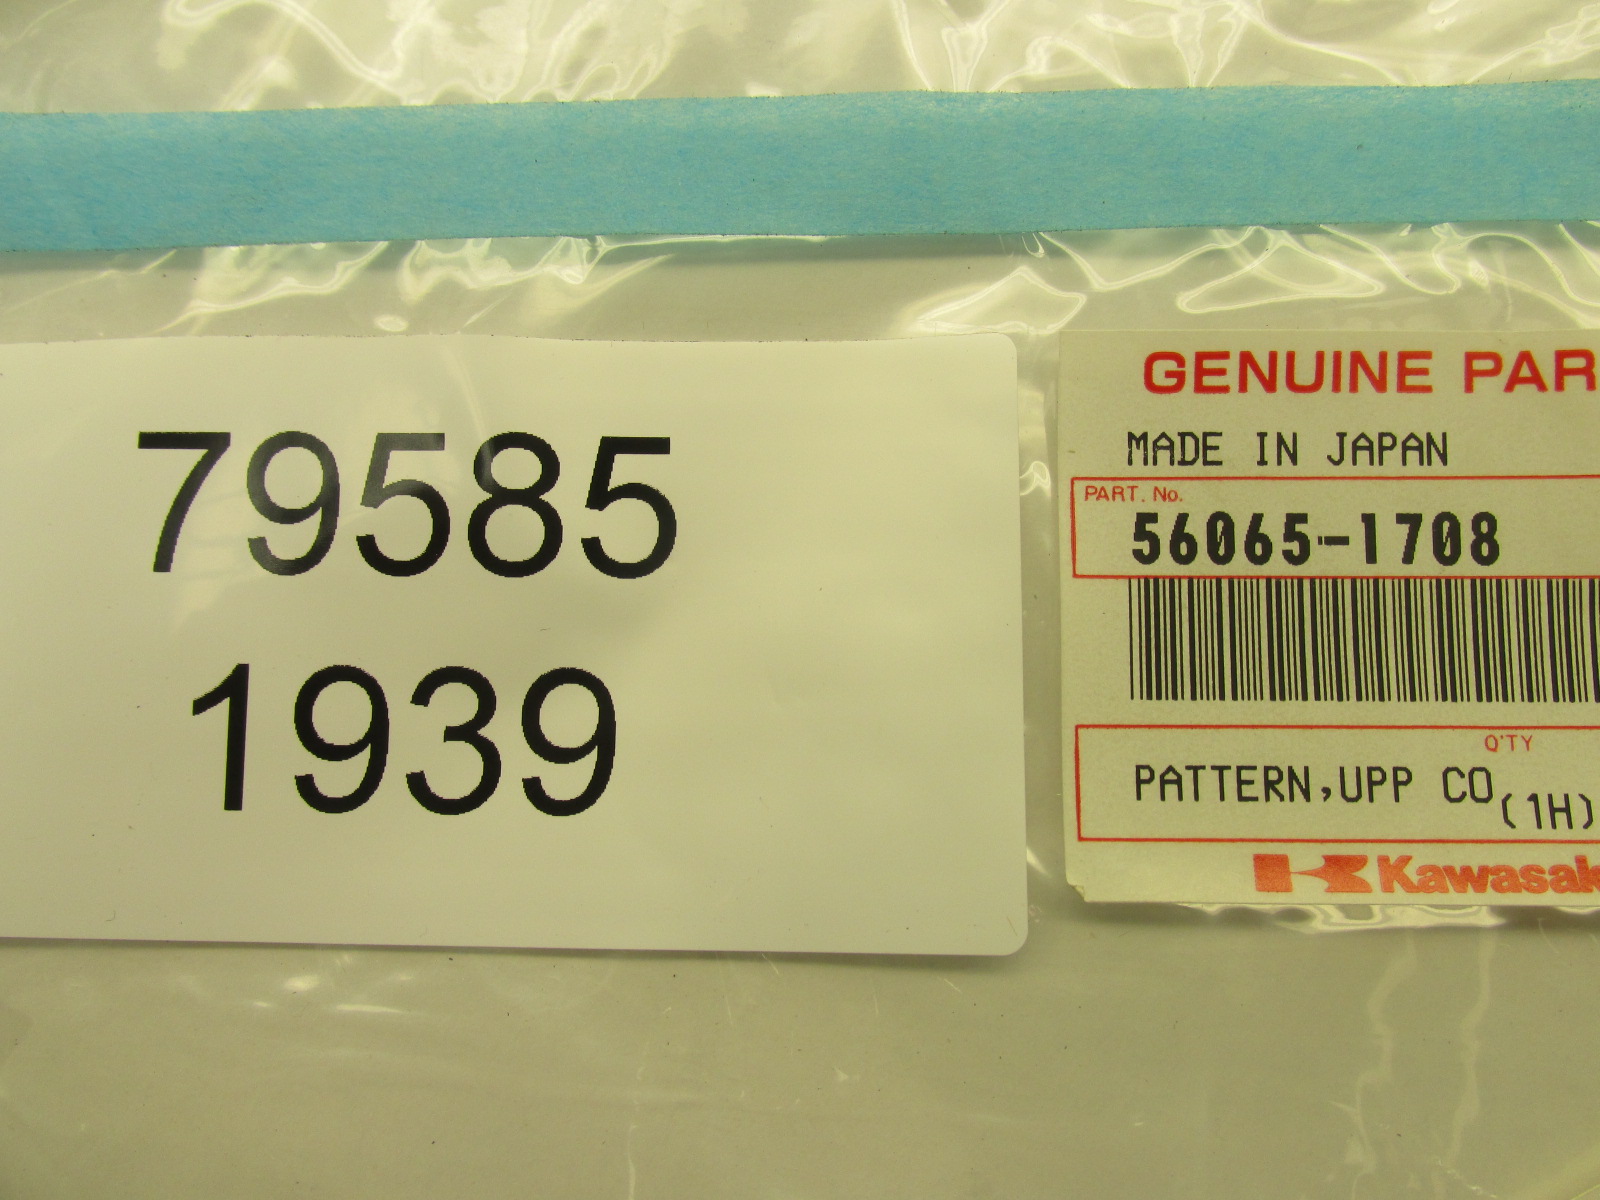 79585
1939
GENUINE PAR
MADE IN JAPAN
PART. No.
56065-1708
Q'TY
PATTERN,UPP CO
(1H)
Kawasak